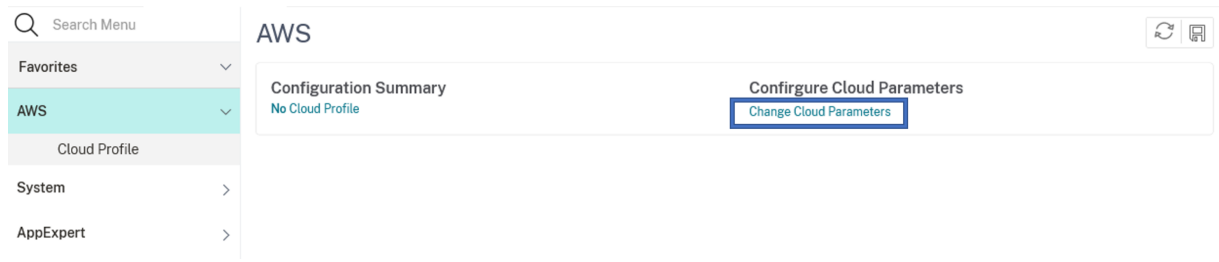 Search Menu
Favorites
AWS
Cloud Profile
System
AppExpert
AWS
Configuration Summary
No Cloud Profile
Confirgure Cloud Parameters
Change Cloud Parameters